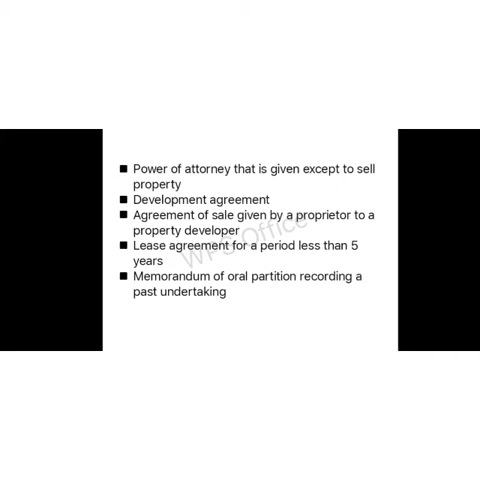 ■ Power of attorney that is given except to sell
property
■ Development agreement
■ Agreement of sale given by a proprietor to a
property developer
■ Lease agreement for a period less than 5
years
■ Memorandum of oral partition recording a
past undertaking
WPS Office